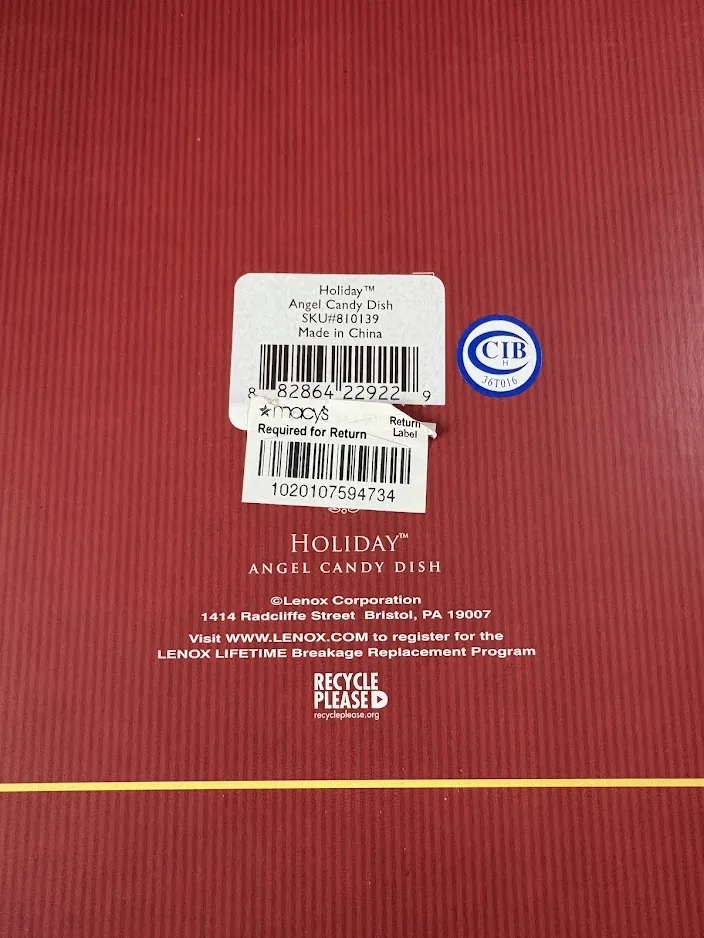 Holiday™
Angel Candy Dish
SKU#810139
Made in China
8 82864 22922 9
CIB
H
36T016
macy's
Return
Label
Required for Return
1020107594734
HOLIDAY™
ANGEL CANDY DISH
©Lenox Corporation
1414 Radcliffe Street Bristol, PA 19007
Visit WWW.LENOX.COM to register for the
LENOX LIFETIME Breakage Replacement Program
RECYCLE
PLEASE
recycleplease.org